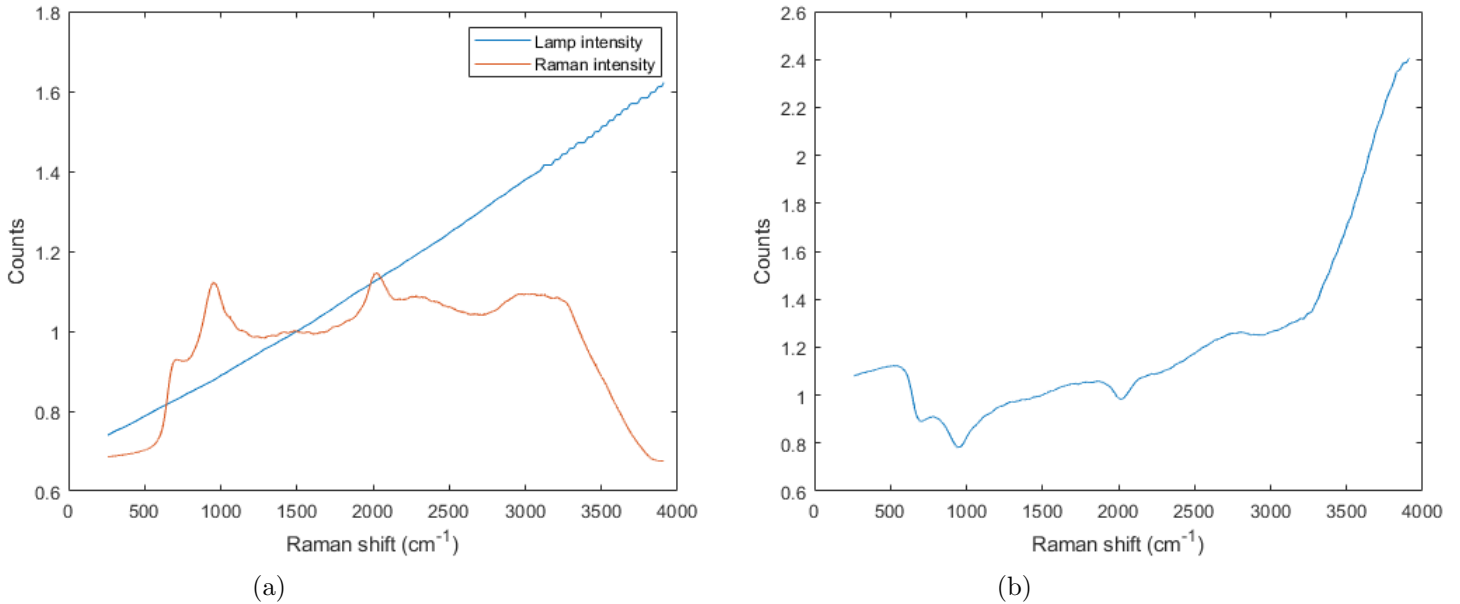 1.8
1.6
1.4
1.2
1
0.8
0.6
Counts
0 500 1000 1500 2000 2500 3000 3500 4000
Raman shift (cm⁻¹)
Lamp intensity
Raman intensity
(a)
2.6
2.4
2.2
2
1.8
1.6
1.4
1.2
1
0.8
0.6
Counts
0 500 1000 1500 2000 2500 3000 3500 4000
Raman shift (cm⁻¹)
(b)